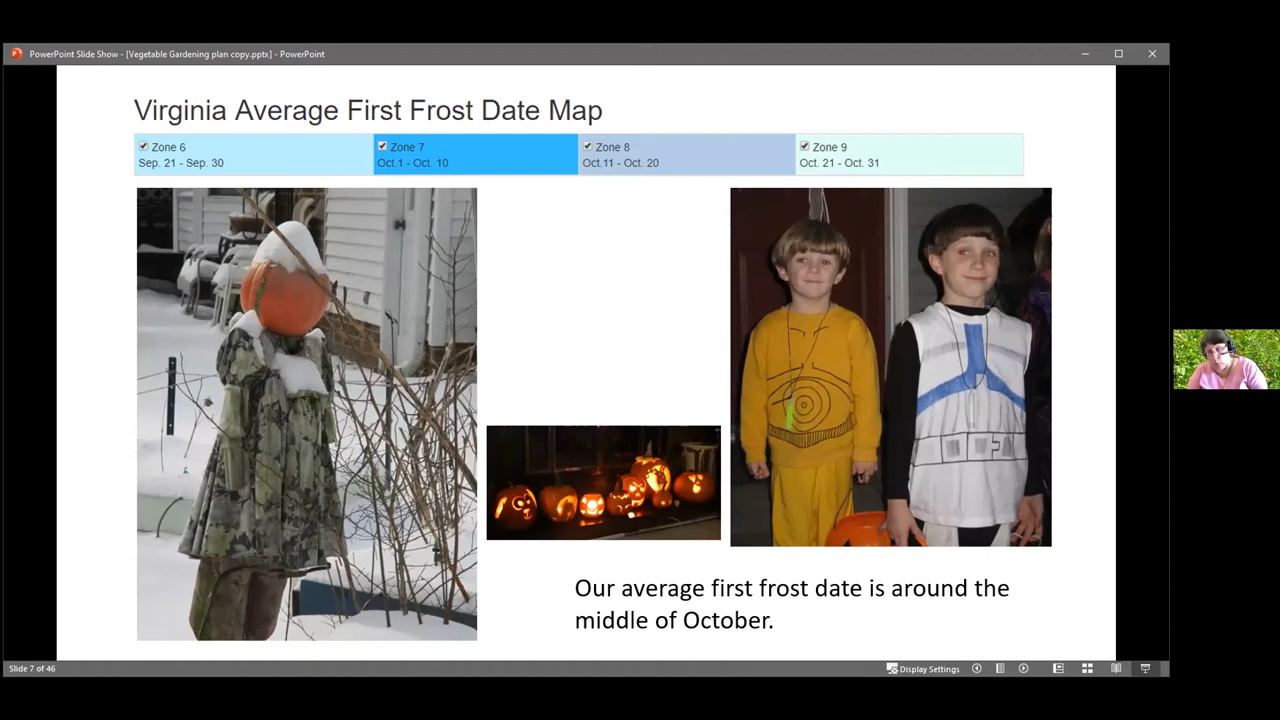 PowerPoint Slide Show - [Vegetable Gardening plan copy.pptx] - PowerPoint
Virginia Average First Frost Date Map
Zone 6
Sep. 21 - Sep. 30
Zone 7
Oct.1 - Oct. 10
Zone 8
Oct.11 - Oct. 20
Zone 9
Oct. 21 - Oct. 31
Our average first frost date is around the
middle of October.
Slide 7 of 46
Display Settings